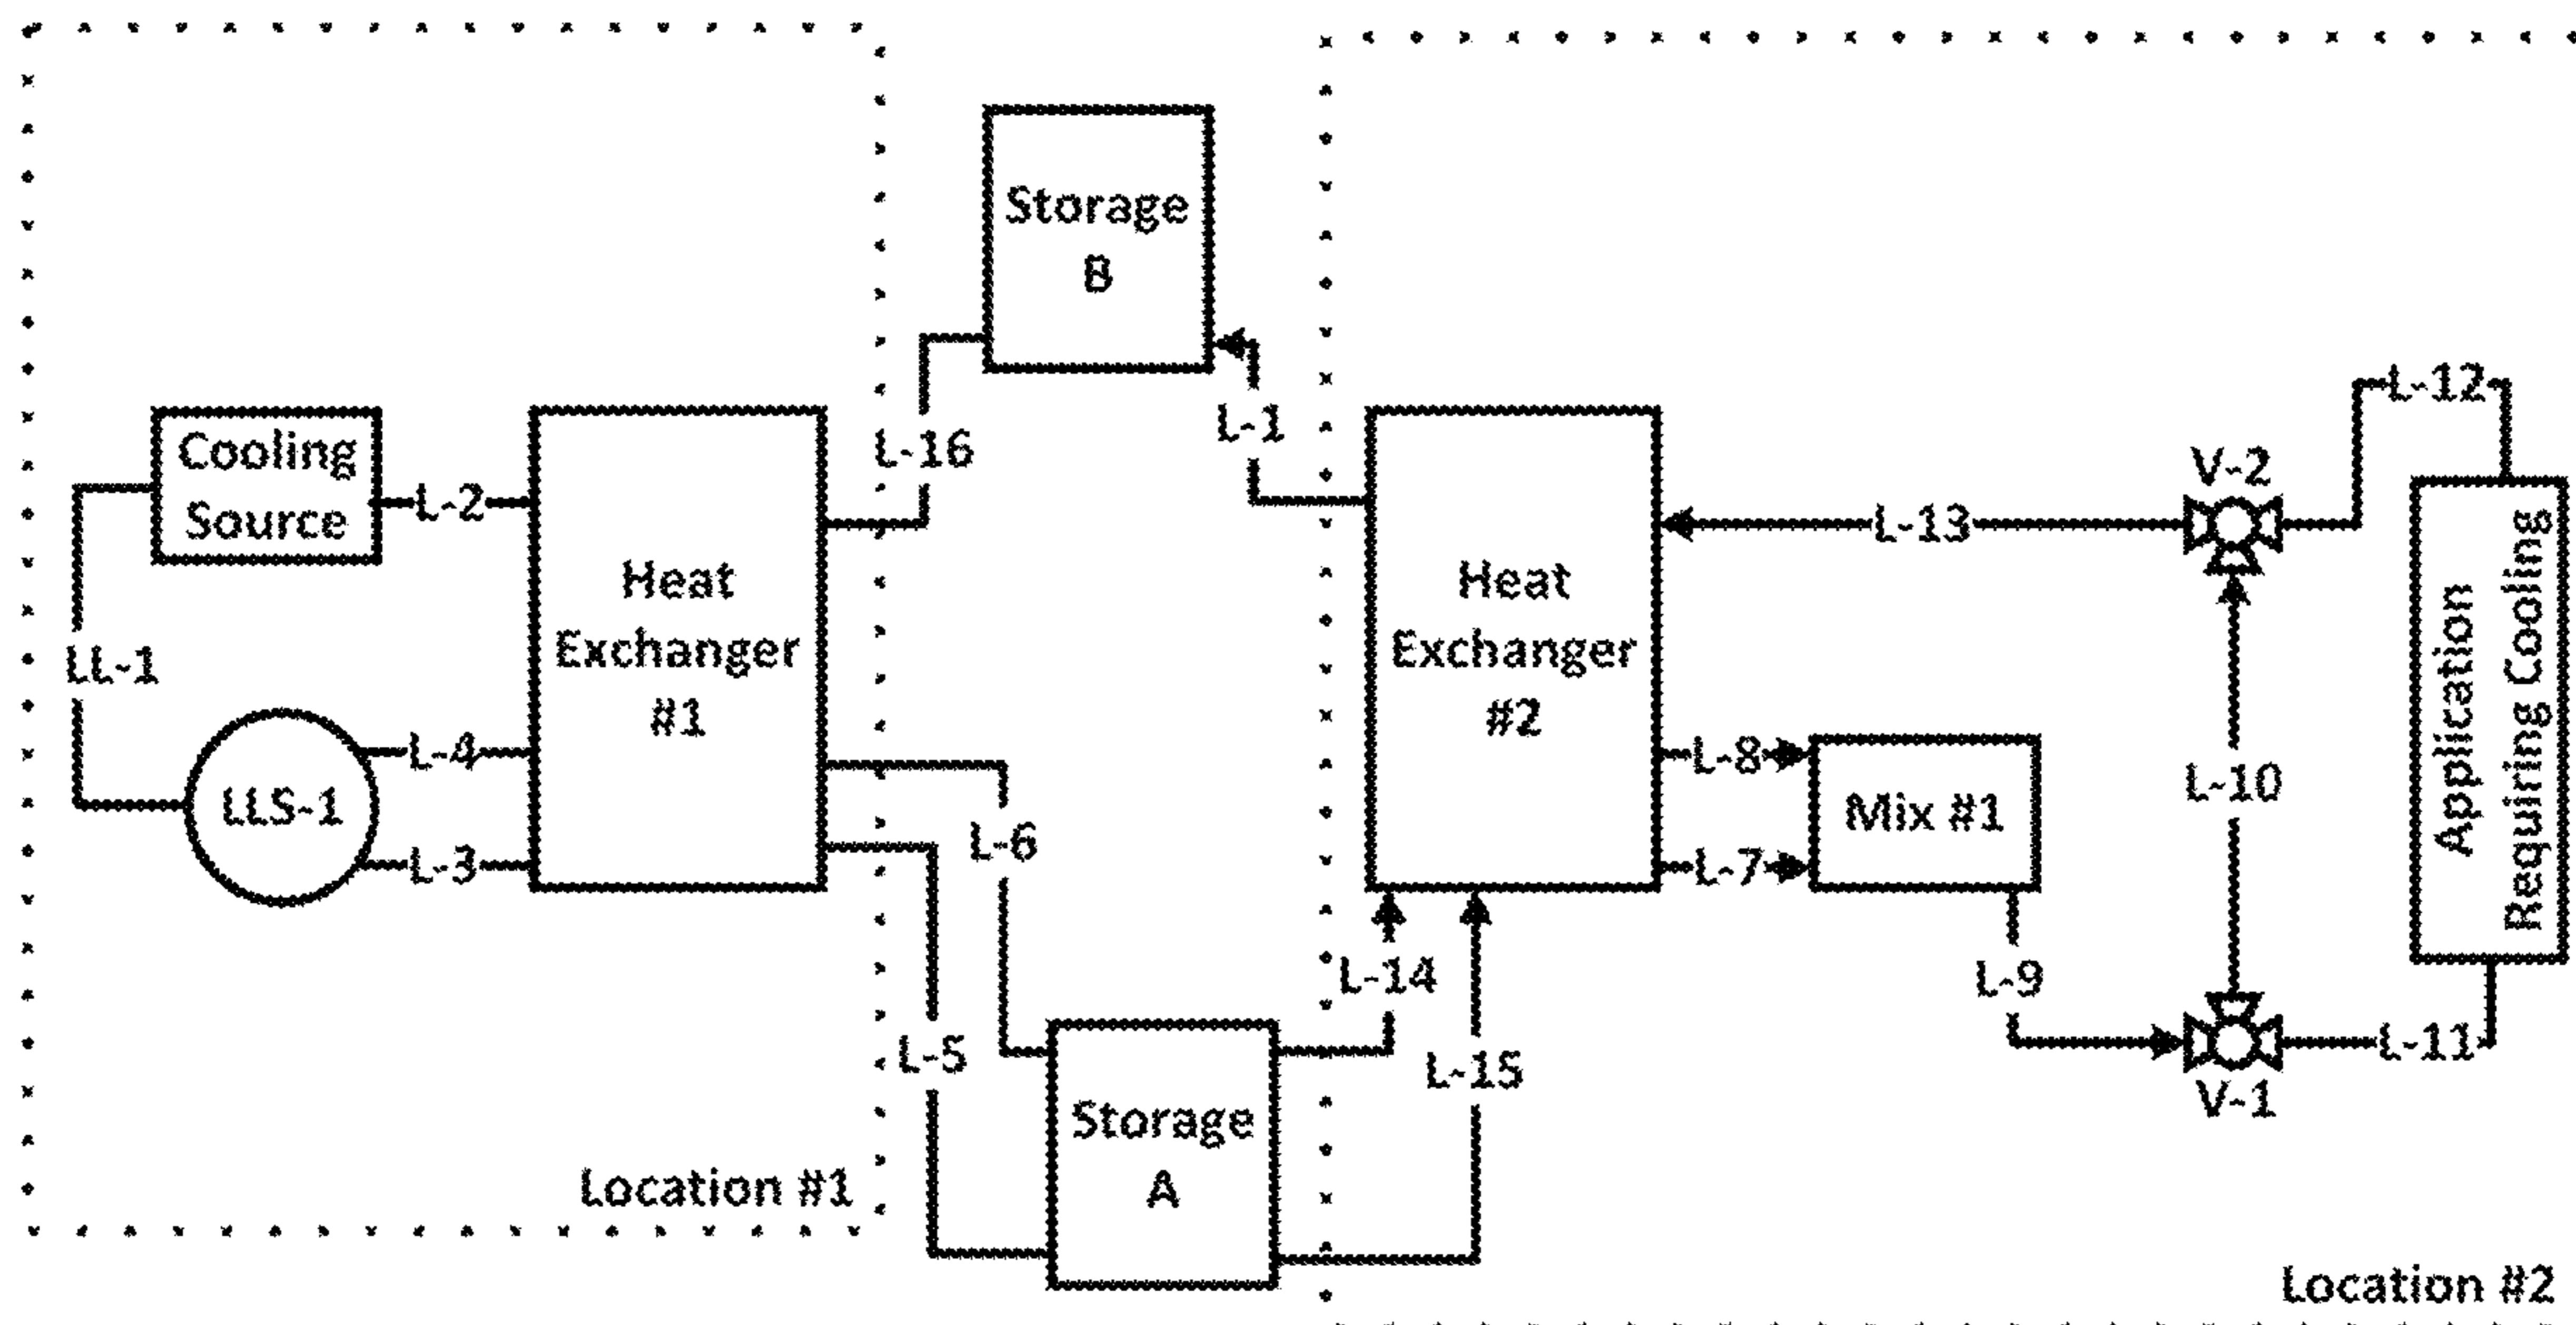 Storage
B
L-12
L-1
L-16
V-2
Cooling
Source
L-2
L-13
Heat
Exchanger
#1
Heat
Exchanger
#2
Application
Requiring Cooling
LL-1
L-4
L-8
LLS-1
Mix #1
L-10
L-6
L-3
L-7
L-14
L-9
L-5
L-15
L-11
V-1
Storage
A
Location #1
Location #2